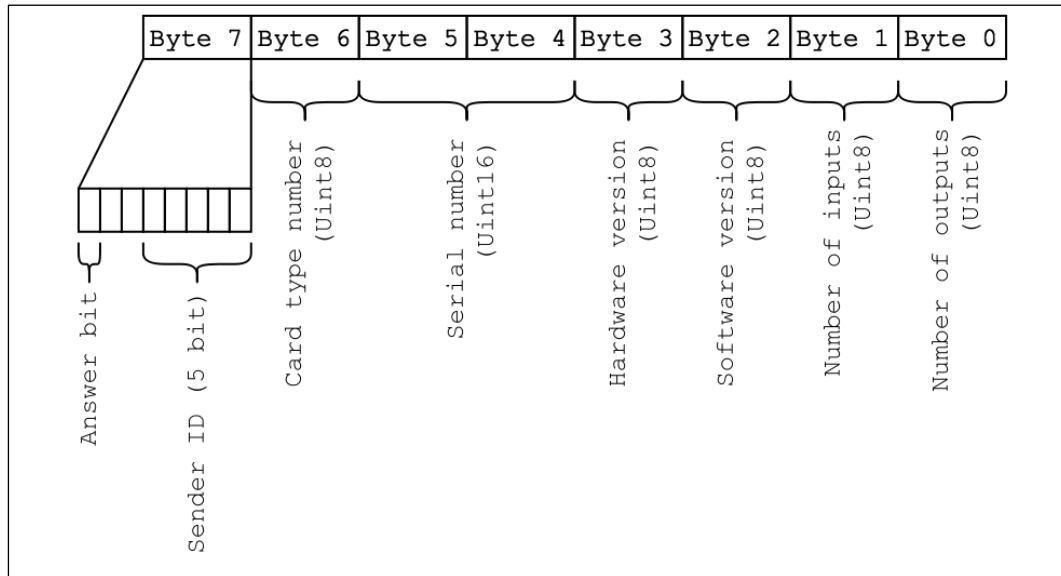 Byte 7 Byte 6 Byte 5 Byte 4 Byte 3 Byte 2 Byte 1 Byte 0
Answer bit
Sender ID (5 bit)
Card type number
(Uint8)
Serial number
(Uint16)
Hardware version
(Uint8)
Software version
(Uint8)
Number of inputs
(Uint8)
Number of outputs
(Uint8)